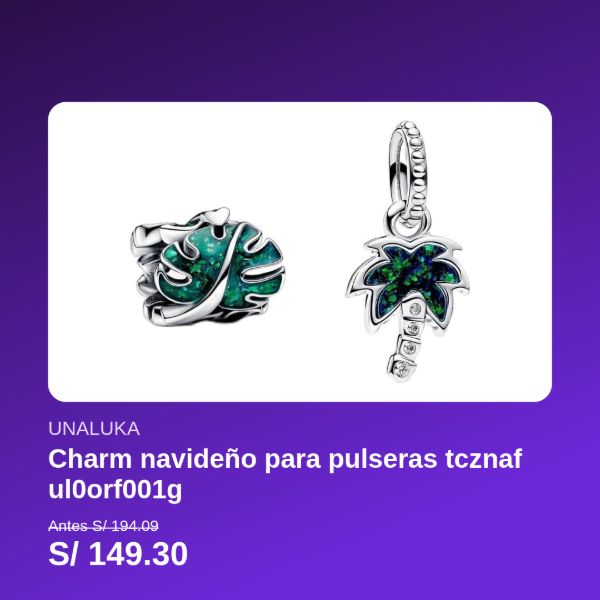 UNALUKA
Charm navideño para pulseras tcznaf
ul0orf001g
Antes S/ 194.09
S/ 149.30